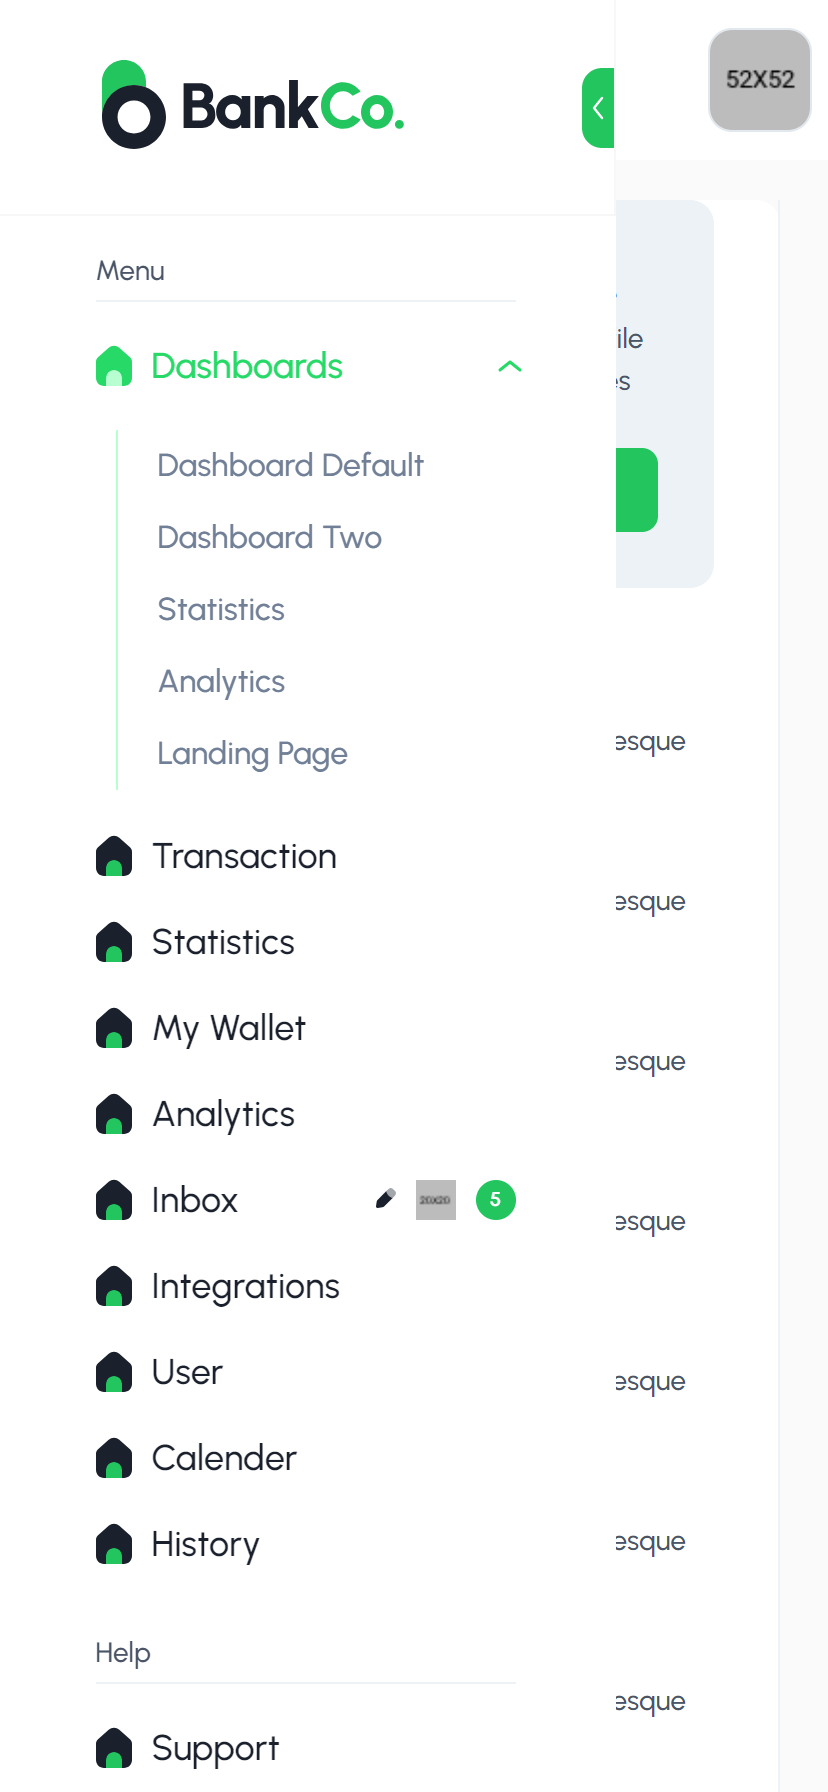 BankCo.
52X52
Menu
Dashboards
Dashboard Default
Dashboard Two
Statistics
Analytics
Landing Page
Transaction
Statistics
My Wallet
Analytics
Inbox
20X20
5
Integrations
User
Calender
History
Help
Support
ile
es
esque
esque
esque
esque
esque
esque
esque